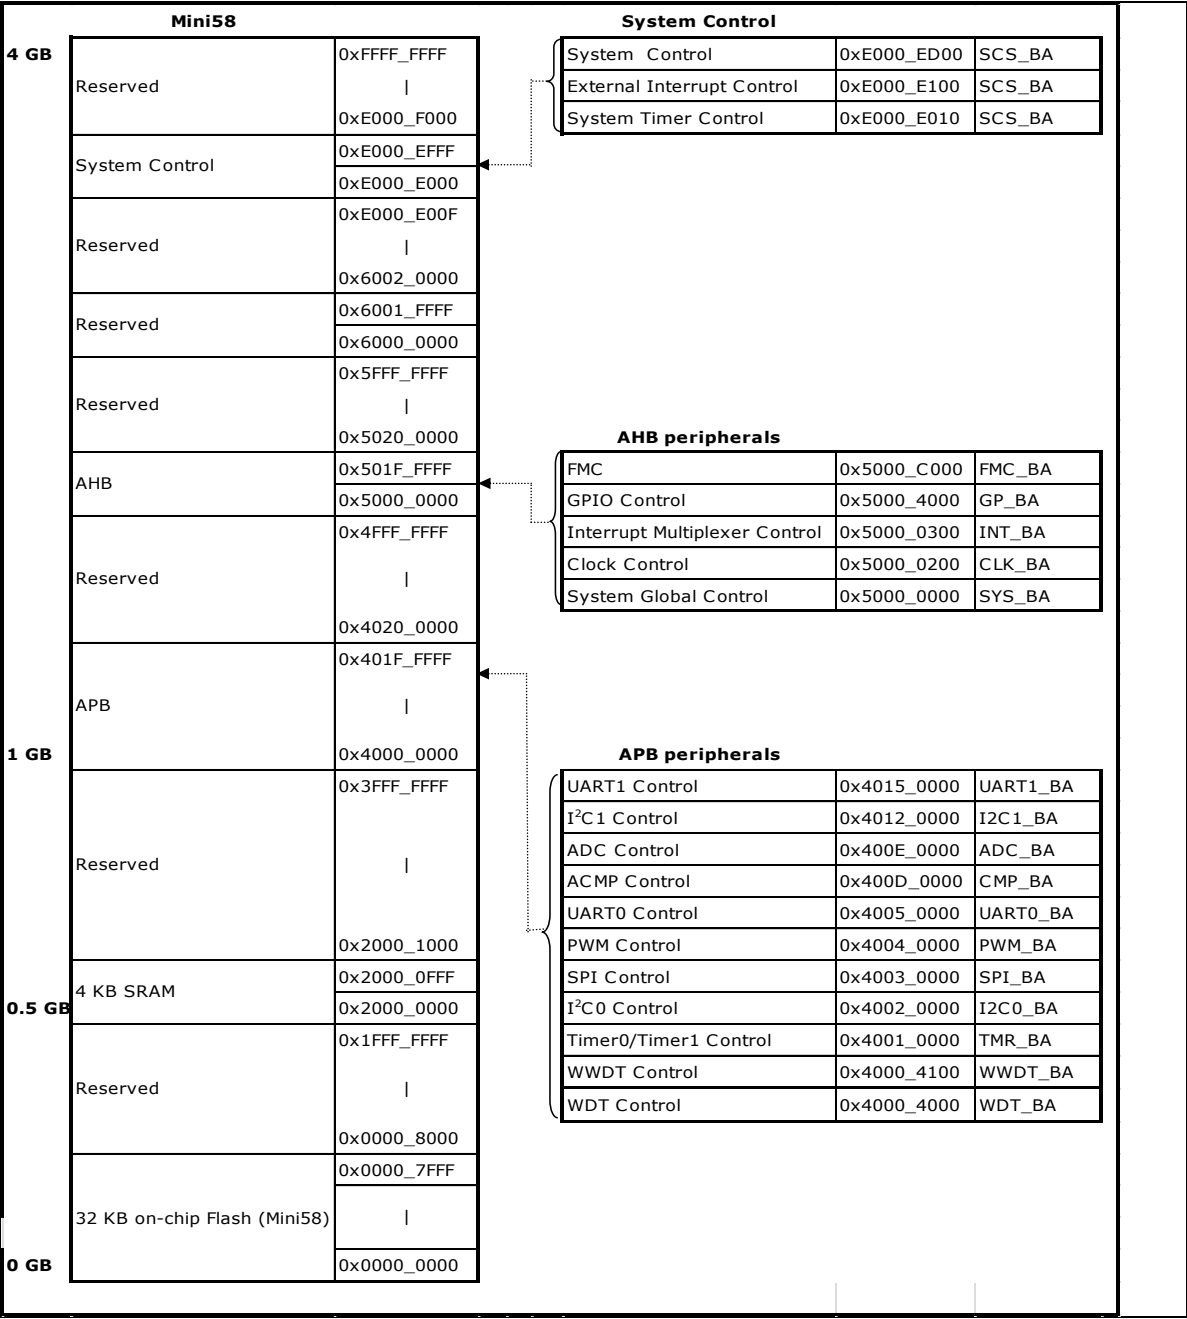 Mini58
System Control
4 GB
Reserved
0xFFFF_FFFF
|
0xE000_F000
System Control
0xE000_EFFF
0xE000_E000
Reserved
0xE000_E00F
|
0x6002_0000
Reserved
0x6001_FFFF
0x6000_0000
Reserved
0x5FFF_FFFF
|
0x5020_0000
AHB
0x501F_FFFF
0x5000_0000
Reserved
0x4FFF_FFFF
|
0x4020_0000
APB
0x401F_FFFF
|
1 GB
0x4000_0000
Reserved
0x3FFF_FFFF
|
0x2000_1000
4 KB SRAM
0x2000_0FFF
0.5 GB
0x2000_0000
Reserved
0x1FFF_FFFF
|
0x0000_8000
32 KB on-chip Flash (Mini58)
0x0000_7FFF
|
0 GB
0x0000_0000
System Control 0xE000_ED00 SCS_BA
External Interrupt Control 0xE000_E100 SCS_BA
System Timer Control 0xE000_E010 SCS_BA
AHB peripherals
FMC 0x5000_C000 FMC_BA
GPIO Control 0x5000_4000 GP_BA
Interrupt Multiplexer Control 0x5000_0300 INT_BA
Clock Control 0x5000_0200 CLK_BA
System Global Control 0x5000_0000 SYS_BA
APB peripherals
UART1 Control 0x4015_0000 UART1_BA
I²C1 Control 0x4012_0000 I2C1_BA
ADC Control 0x400E_0000 ADC_BA
ACMP Control 0x400D_0000 CMP_BA
UART0 Control 0x4005_0000 UART0_BA
PWM Control 0x4004_0000 PWM_BA
SPI Control 0x4003_0000 SPI_BA
I²C0 Control 0x4002_0000 I2C0_BA
Timer0/Timer1 Control 0x4001_0000 TMR_BA
WWDT Control 0x4000_4100 WWDT_BA
WDT Control 0x4000_4000 WDT_BA